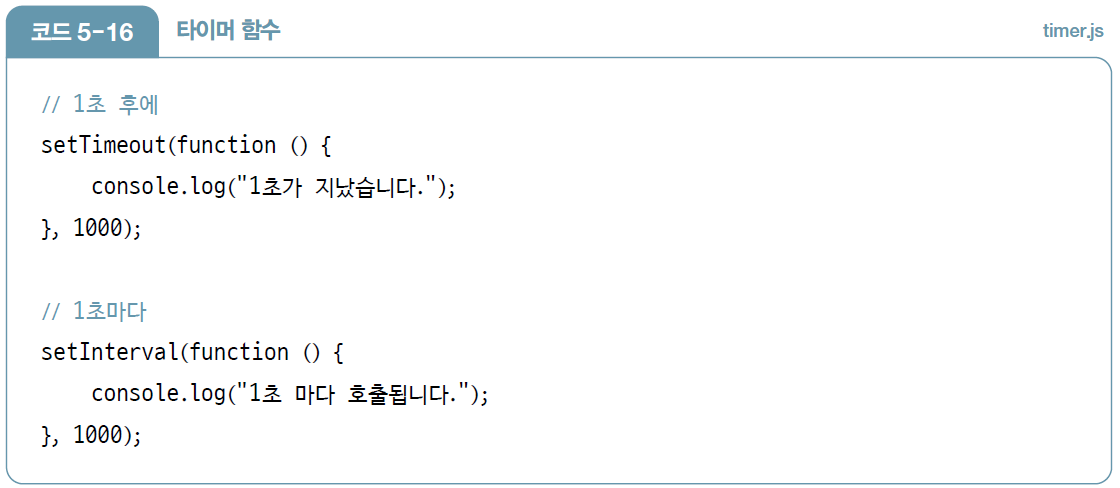 코드 5-16 타이머 함수 timer.js
// 1초 후에
setTimeout(function () {
    console.log("1초가 지났습니다.");
}, 1000);
// 1초마다
setInterval(function () {
    console.log("1초 마다 호출됩니다.");
}, 1000);